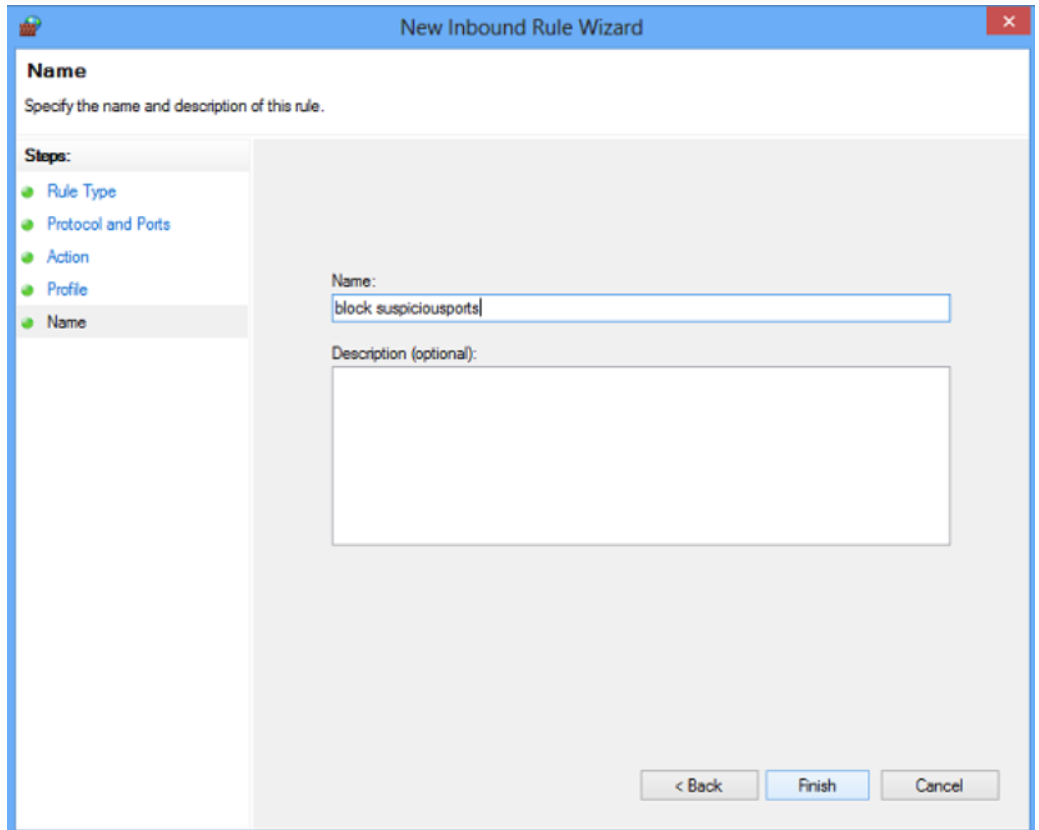 New Inbound Rule Wizard
Name
Specify the name and description of this rule.
Steps:
Rule Type
Protocol and Ports
Action
Profile
Name
Name:
block suspiciousports
Description (optional):
< Back Finish Cancel